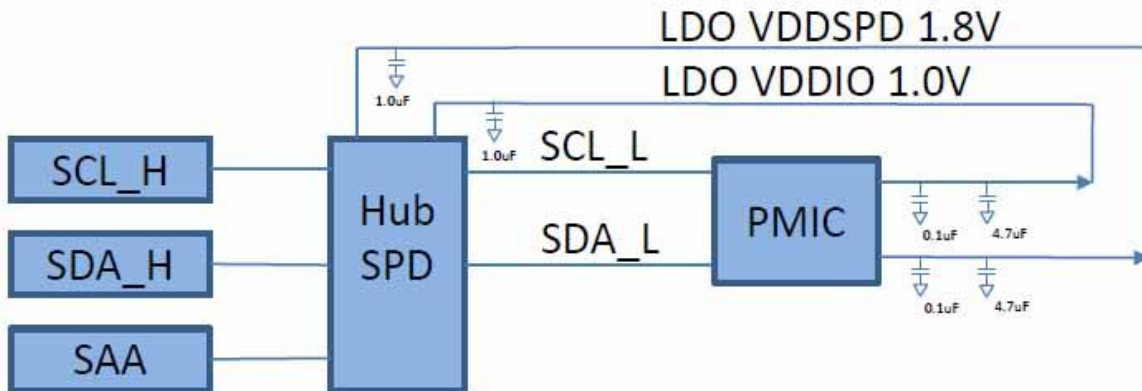 LDO VDDSPD 1.8V
1.0uF
LDO VDDIO 1.0V
1.0uF
SCL_H
Hub
SPD
SCL_L
PMIC
0.1uF
4.7uF
SDA_H
SDA_L
0.1uF
4.7uF
SAA